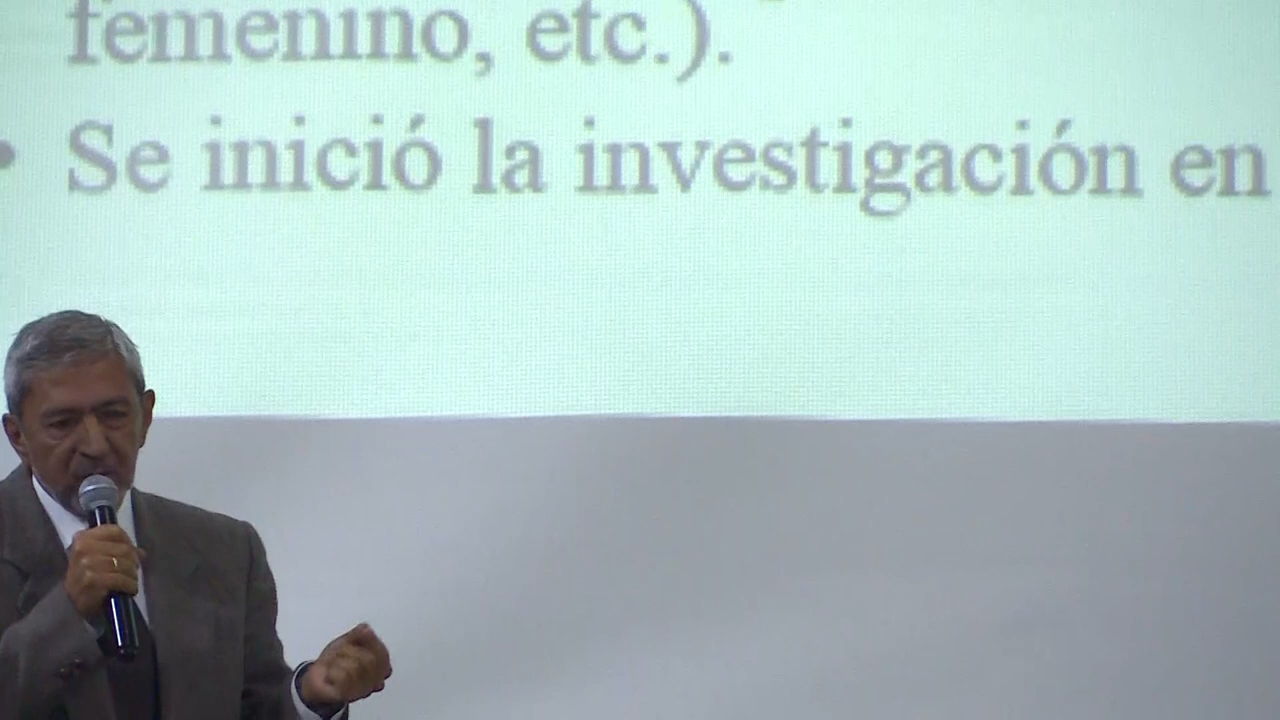 femenino, etc.).
• Se inició la investigación en